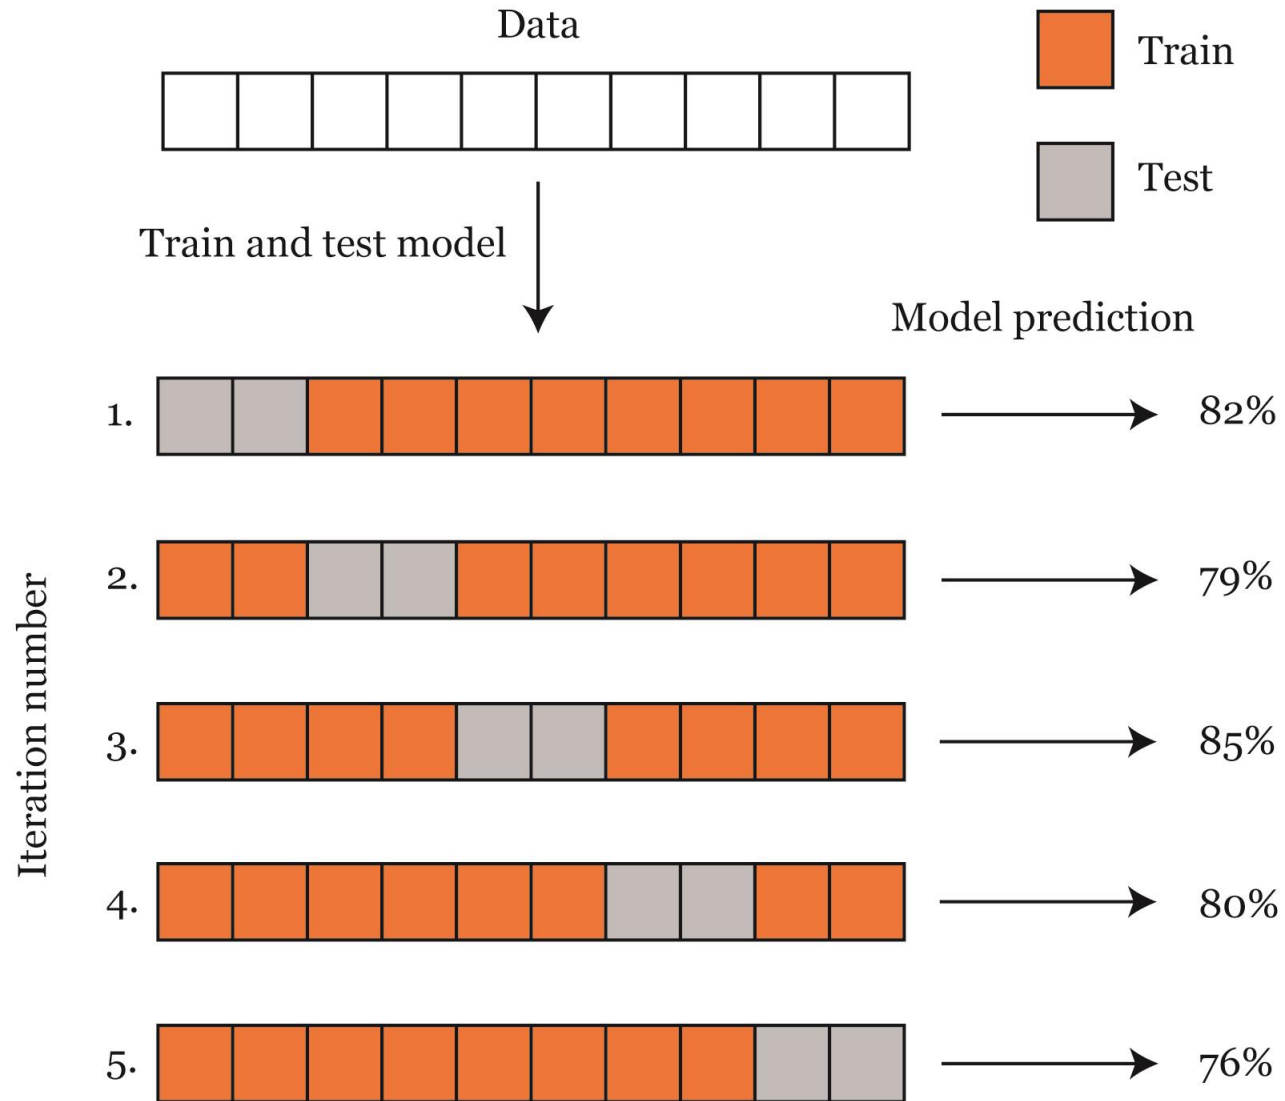 Data
Train
Test
Train and test model
Model prediction
1.
82%
2.
79%
3.
85%
4.
80%
5.
76%
Iteration number